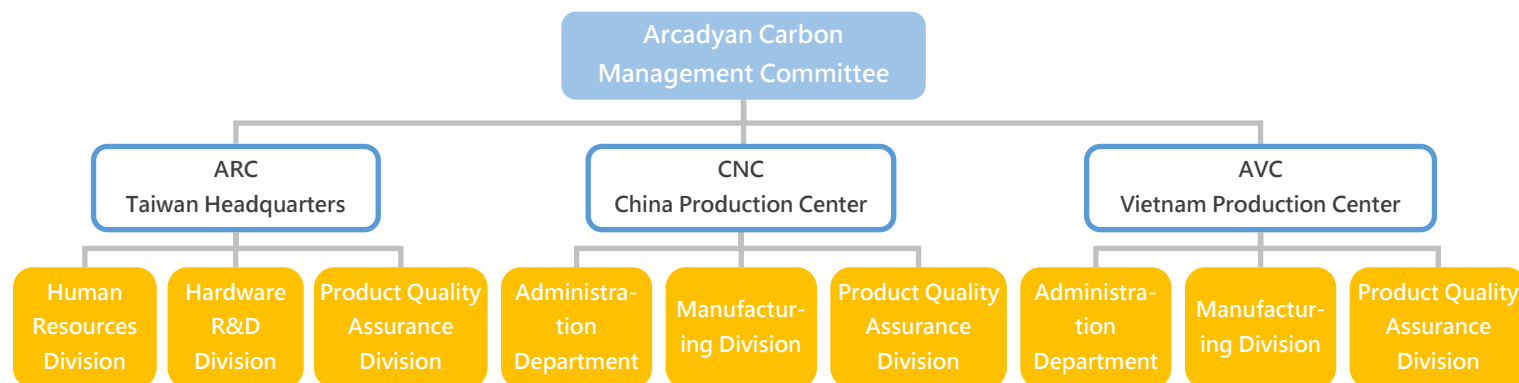 Arcadyan Carbon
Management Committee
ARC
Taiwan Headquarters
CNC
China Production Center
AVC
Vietnam Production Center
Human
Resources
Division
Hardware
R&D
Division
Product Quality
Assurance
Division
Administra-
tion
Department
Manufactur-
ing Division
Product Quality
Assurance
Division
Administra-
tion
Department
Manufactur-
ing Division
Product Quality
Assurance
Division